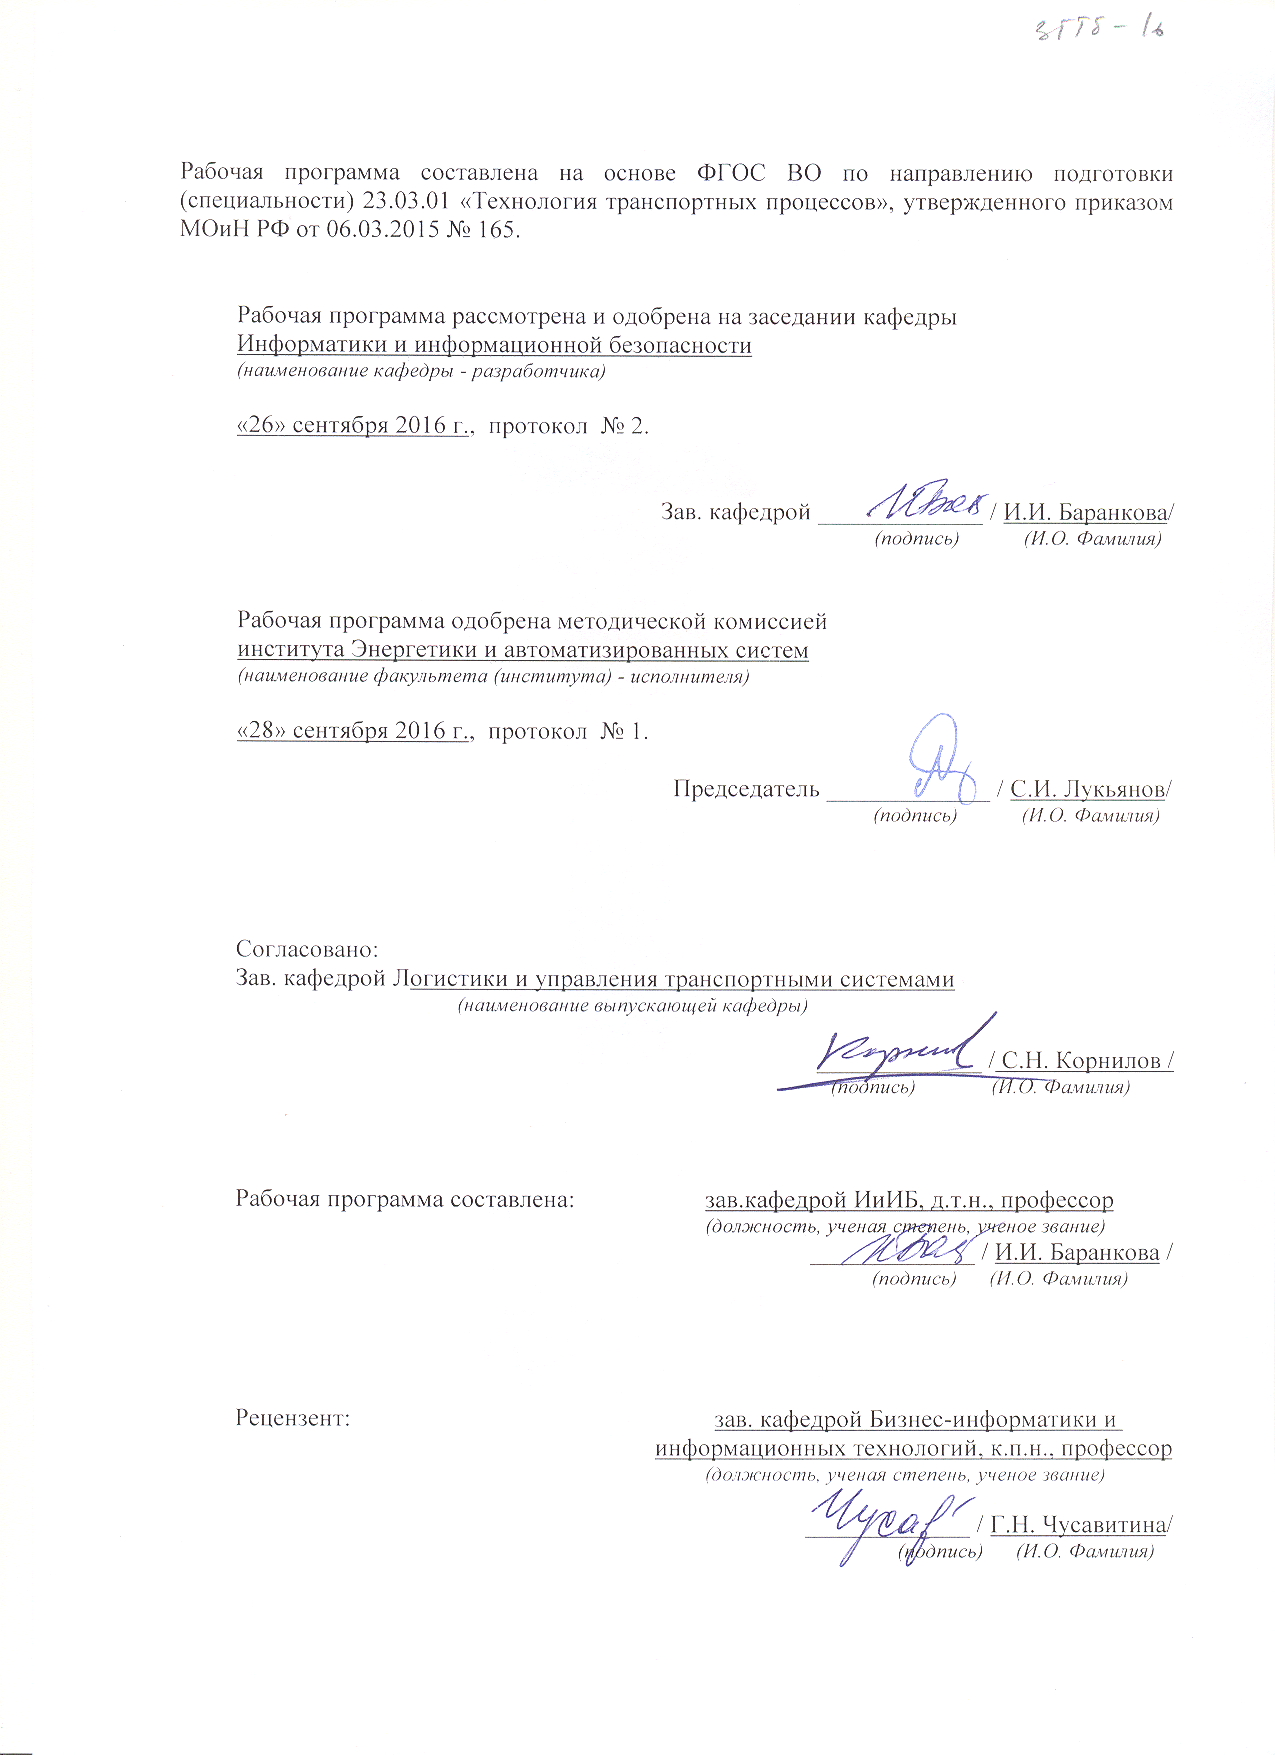 Рабочая программа составлена на основе ФГОС ВО по направлению подготовки
(специальности) 23.03.01 «Технология транспортных процессов», утвержденного приказом
МОиН РФ от 06.03.2015 № 165.
Рабочая программа рассмотрена и одобрена на заседании кафедры
Информатики и информационной безопасности
(наименование кафедры - разработчика)
«26» сентября 2016 г., протокол № 2.
Зав. кафедрой / И.И. Баранкова/
(подпись) (И.О. Фамилия)
Рабочая программа одобрена методической комиссией
института Энергетики и автоматизированных систем
(наименование факультета (института) - исполнителя)
«28» сентября 2016 г., протокол № 1.
Председатель / С.И. Лукьянов/
(подпись) (И.О. Фамилия)
Согласовано:
Зав. кафедрой Логистики и управления транспортными системами
(наименование выпускающей кафедры)
/ С.Н. Корнилов /
(подпись) (И.О. Фамилия)
Рабочая программа составлена: зав.кафедрой ИиИБ, д.т.н., профессор
(должность, ученая степень, ученое звание)
/ И.И. Баранкова /
(подпись) (И.О. Фамилия)
Рецензент: зав. кафедрой Бизнес-информатики и
информационных технологий, к.п.н., профессор
(должность, ученая степень, ученое звание)
/ Г.Н. Чусавитина/
(подпись) (И.О. Фамилия)